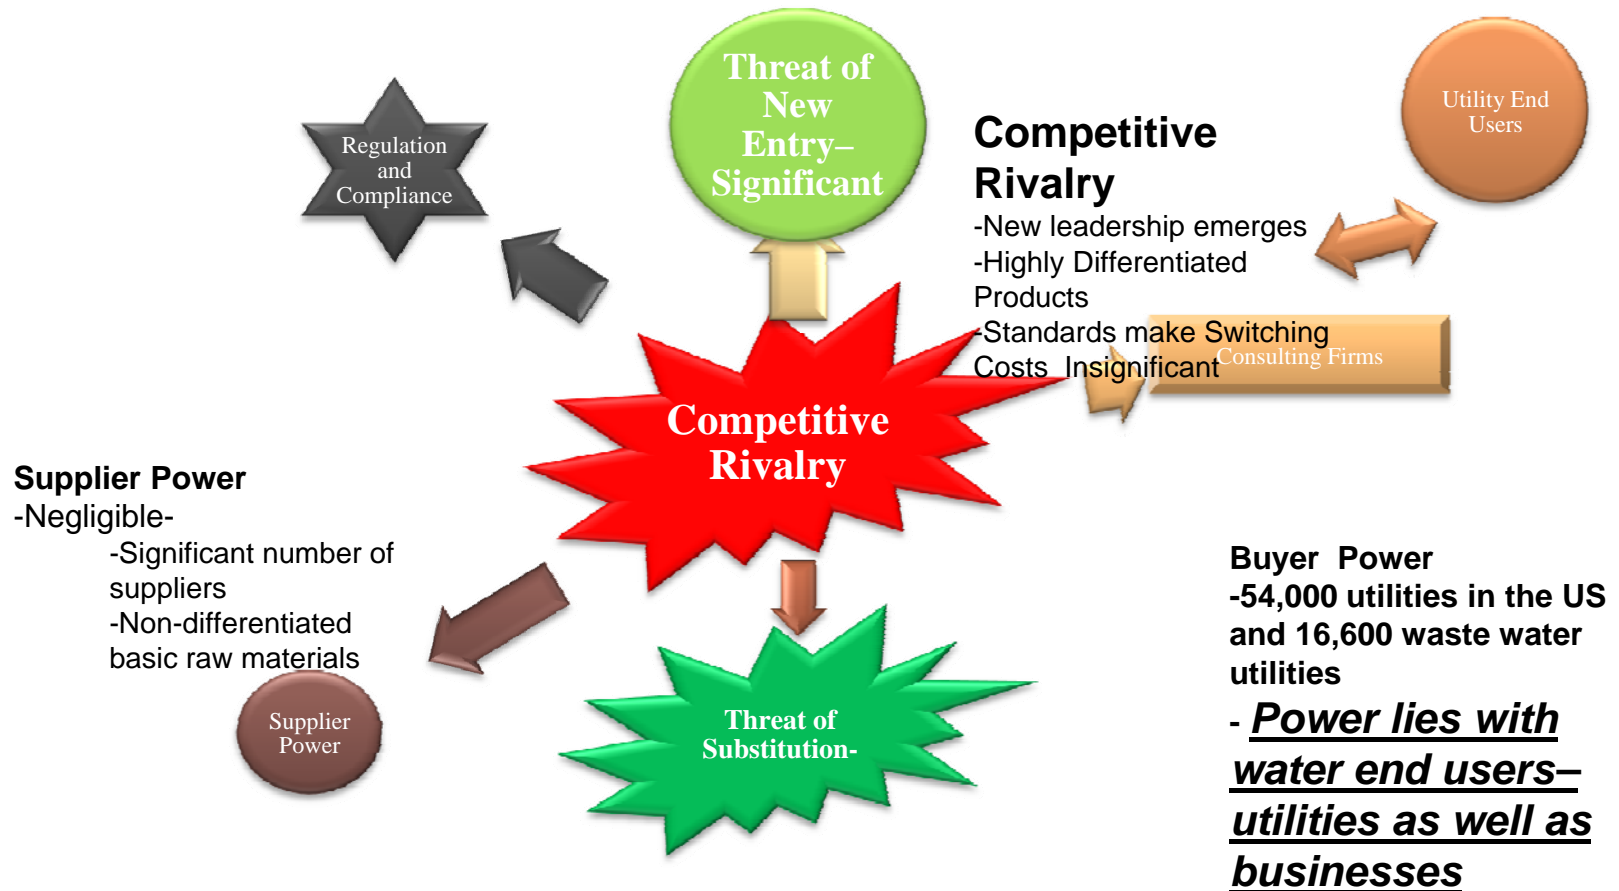 Threat of
New
Entry–
Significant
Regulation
and
Compliance
Utility End
Users
Competitive
Rivalry
-New leadership emerges
-Highly Differentiated
Products
-Standards make Switching
Costs  Insignificant
Consulting Firms
Competitive
Rivalry
Supplier Power
-Negligible-
-Significant number of
suppliers
-Non-differentiated
basic raw materials
Supplier
Power
Threat of
Substitution-
Buyer  Power
-54,000 utilities in the US
and 16,600 waste water
utilities
- Power lies with
water end users–
utilities as well as
businesses